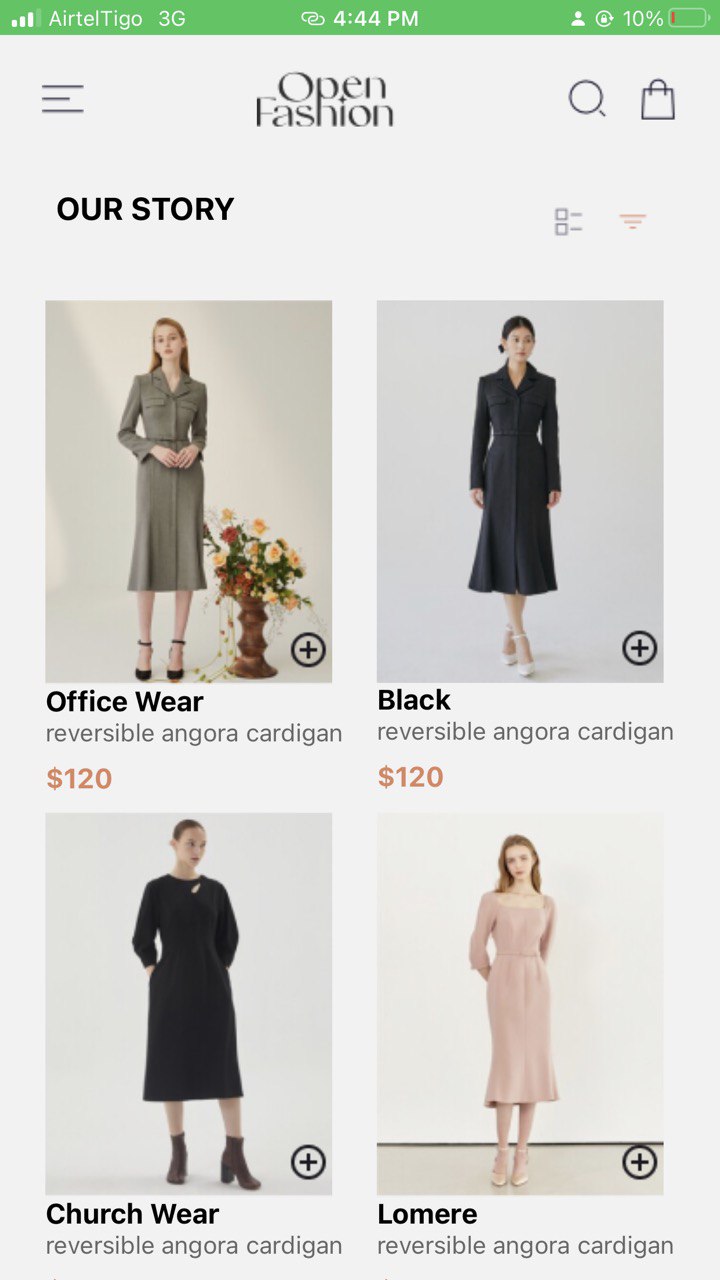 AirtelTigo 3G 4:44 PM 10%
Open
Fashion
OUR STORY
Office Wear
reversible angora cardigan
$120
Black
reversible angora cardigan
$120
Church Wear
reversible angora cardigan
Lomere
reversible angora cardigan